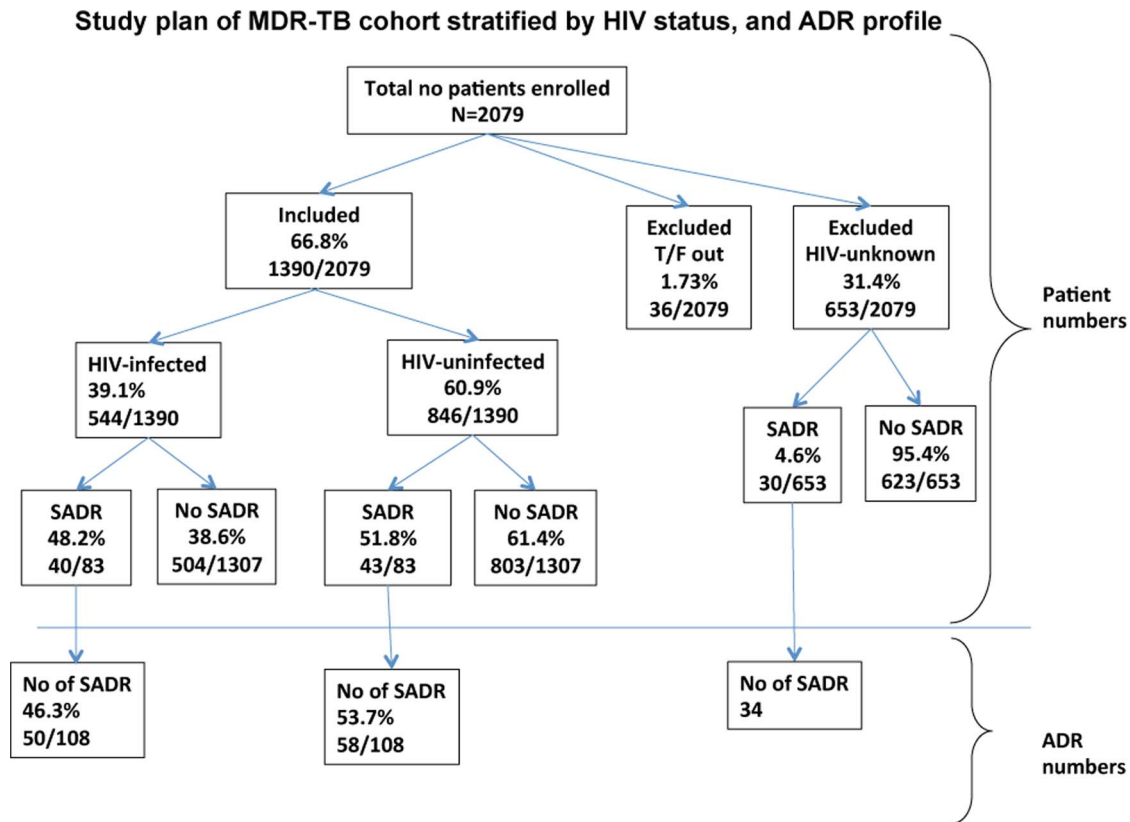 Study plan of MDR-TB cohort stratified by HIV status, and ADR profile
Total no patients enrolled
N=2079
Included
66.8%
1390/2079
Excluded
T/F out
1.73%
36/2079
Excluded
HIV-unknown
31.4%
653/2079
Patient
numbers
HIV-infected
39.1%
544/1390
HIV-uninfected
60.9%
846/1390
SADR
4.6%
30/653
No SADR
95.4%
623/653
SADR
48.2%
40/83
No SADR
38.6%
504/1307
SADR
51.8%
43/83
No SADR
61.4%
803/1307
No of SADR
46.3%
50/108
No of SADR
53.7%
58/108
No of SADR
34
ADR
numbers